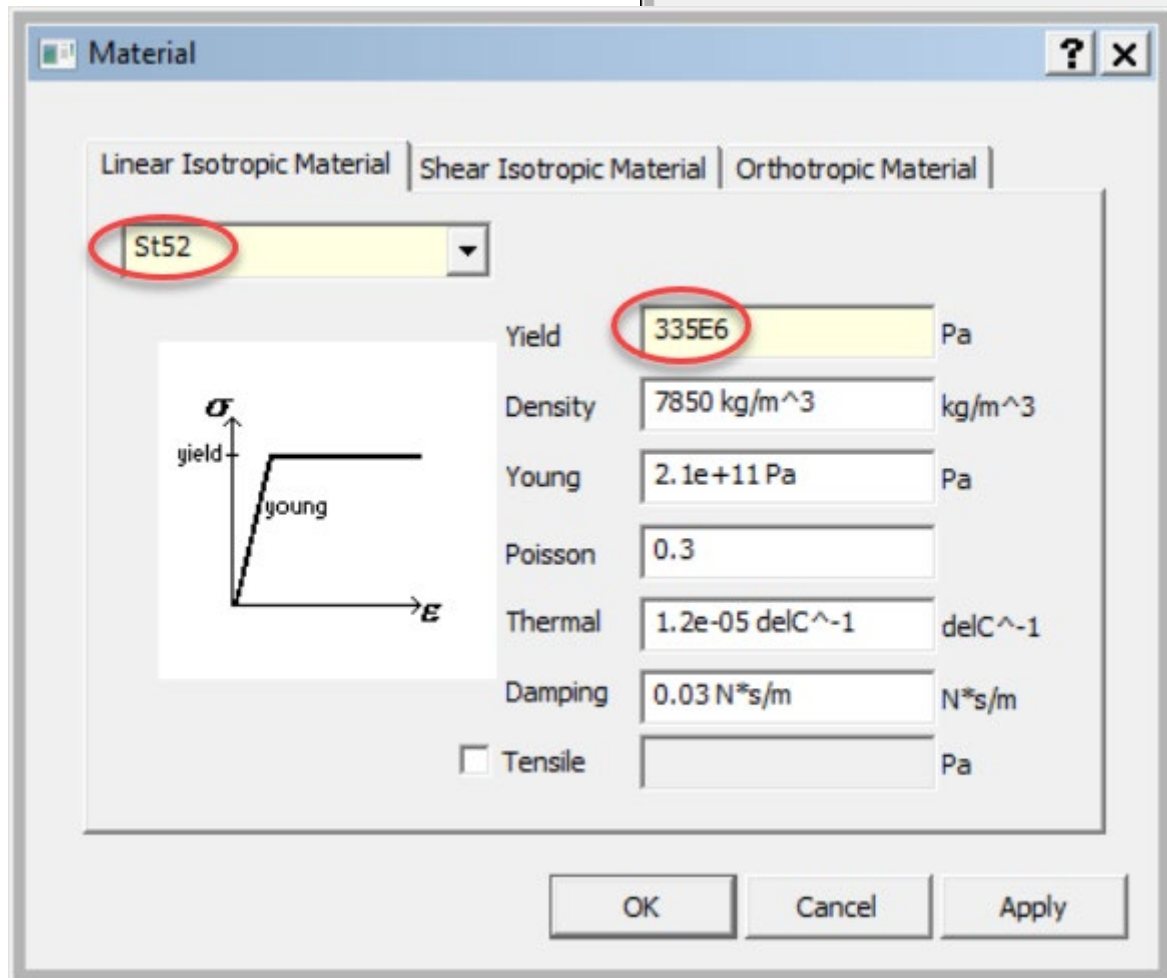 Material
? ×
Linear Isotropic Material Shear Isotropic Material Orthotropic Material
St52
Yield 335E6 Pa
Density 7850 kg/m^3 kg/m^3
Young 2.1e+11 Pa Pa
Poisson 0.3
Thermal 1.2e-05 delC^-1 delC^-1
Damping 0.03 N*s/m N*s/m
Tensile Pa
σ
yield
young
ε
OK Cancel Apply